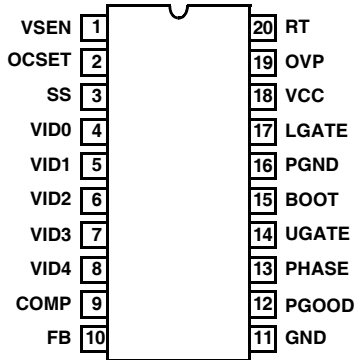 VSEN 1 20 RT
OCSET 2 19 OVP
SS 3 18 VCC
VID0 4 17 LGATE
VID1 5 16 PGND
VID2 6 15 BOOT
VID3 7 14 UGATE
VID4 8 13 PHASE
COMP 9 12 PGOOD
FB 10 11 GND